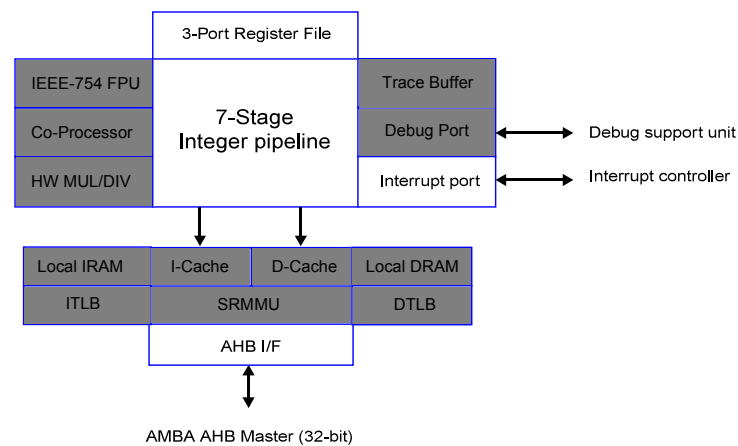 3-Port Register File
IEEE-754 FPU
Trace Buffer
7-Stage
Integer pipeline
Co-Processor
Debug Port
Debug support unit
HW MUL/DIV
Interrupt port
Interrupt controller
Local IRAM
I-Cache
D-Cache
Local DRAM
ITLB
SRMMU
DTLB
AHB I/F
AMBA AHB Master (32-bit)